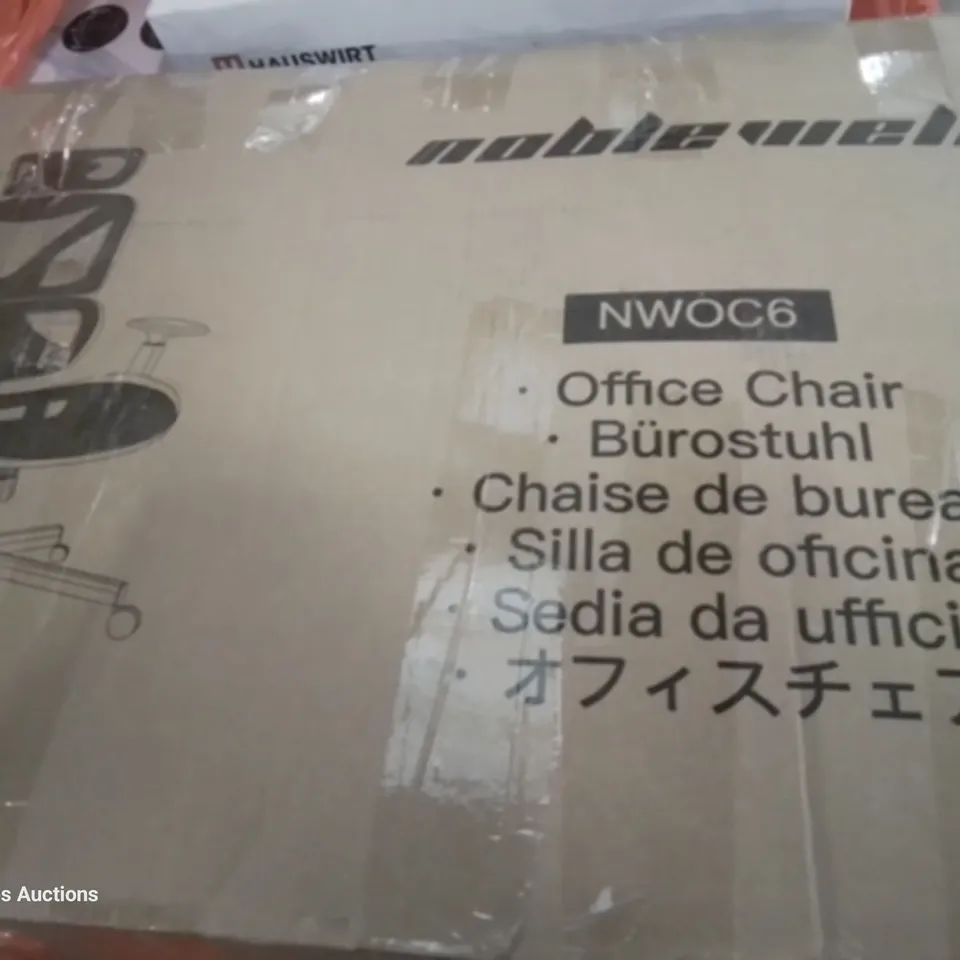 HAUSWIRT
noblewel
NWOC6
· Office Chair
· Bürostuhl
· Chaise de burea
· Silla de oficina
· Sedia da uffici
· オフィスチェア
s Auctions